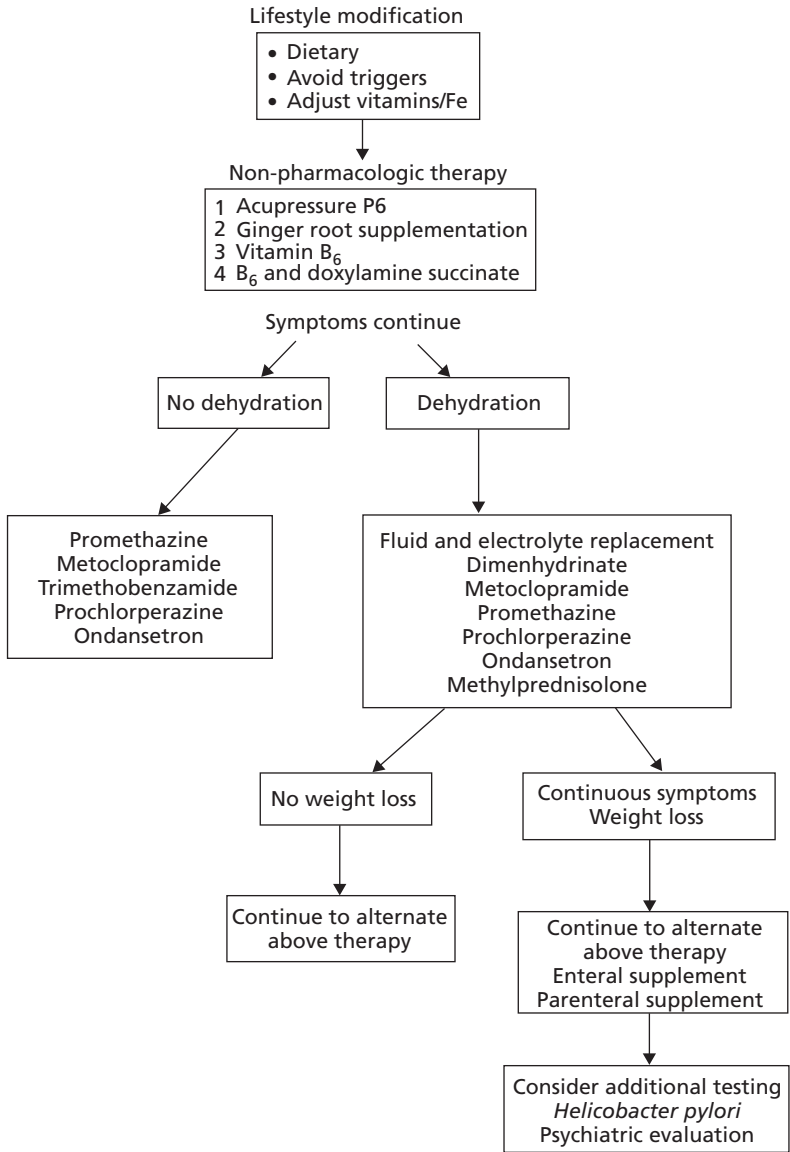 Lifestyle modification
• Dietary
• Avoid triggers
• Adjust vitamins/Fe
Non-pharmacologic therapy
1 Acupressure P6
2 Ginger root supplementation
3 Vitamin B₆
4 B₆ and doxylamine succinate
Symptoms continue
No dehydration
Dehydration
Promethazine
Metoclopramide
Trimethobenzamide
Prochlorperazine
Ondansetron
Fluid and electrolyte replacement
Dimenhydrinate
Metoclopramide
Promethazine
Prochlorperazine
Ondansetron
Methylprednisolone
No weight loss
Continuous symptoms
Weight loss
Continue to alternate
above therapy
Continue to alternate
above therapy
Enteral supplement
Parenteral supplement
Consider additional testing
Helicobacter pylori
Psychiatric evaluation